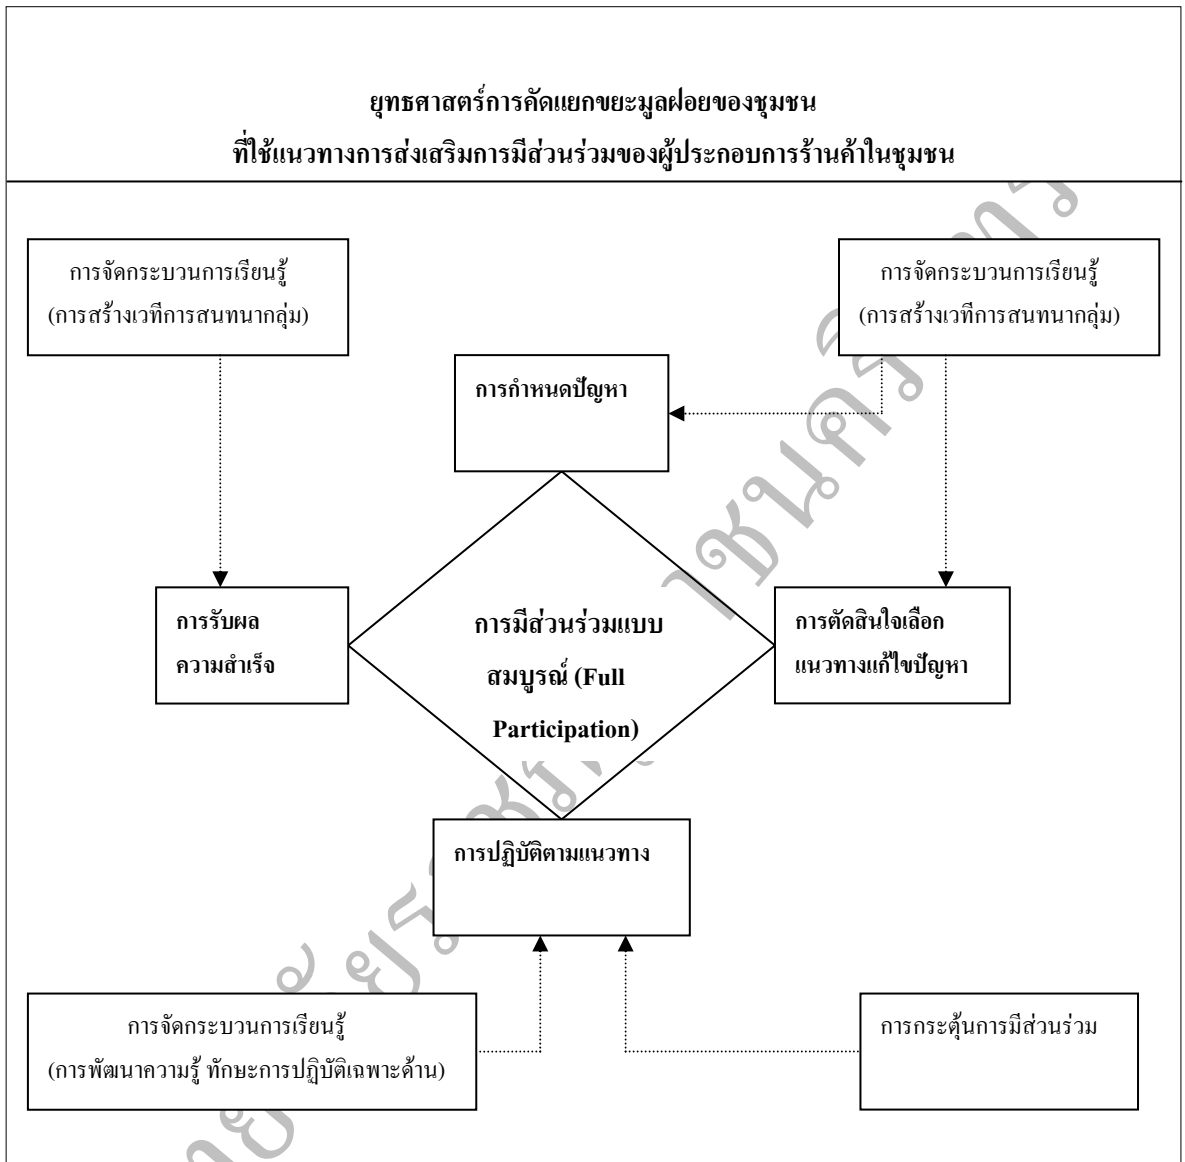 ยุทธศาสตร์การคัดแยกขยะมูลฝอยของชุมชน
ที่ใช้แนวทางการส่งเสริมการมีส่วนร่วมของผู้ประกอบการร้านค้าในชุมชน
การจัดกระบวนการเรียนรู้
(การสร้างเวทีการสนทนากลุ่ม)
การจัดกระบวนการเรียนรู้
(การสร้างเวทีการสนทนากลุ่ม)
การกำหนดปัญหา
การรับผล
ความสำเร็จ
การมีส่วนร่วมแบบ
สมบูรณ์ (Full
Participation)
การตัดสินใจเลือก
แนวทางแก้ไขปัญหา
การปฏิบัติตามแนวทาง
การจัดกระบวนการเรียนรู้
(การพัฒนาความรู้ ทักษะการปฏิบัติเฉพาะด้าน)
การกระตุ้นการมีส่วนร่วม